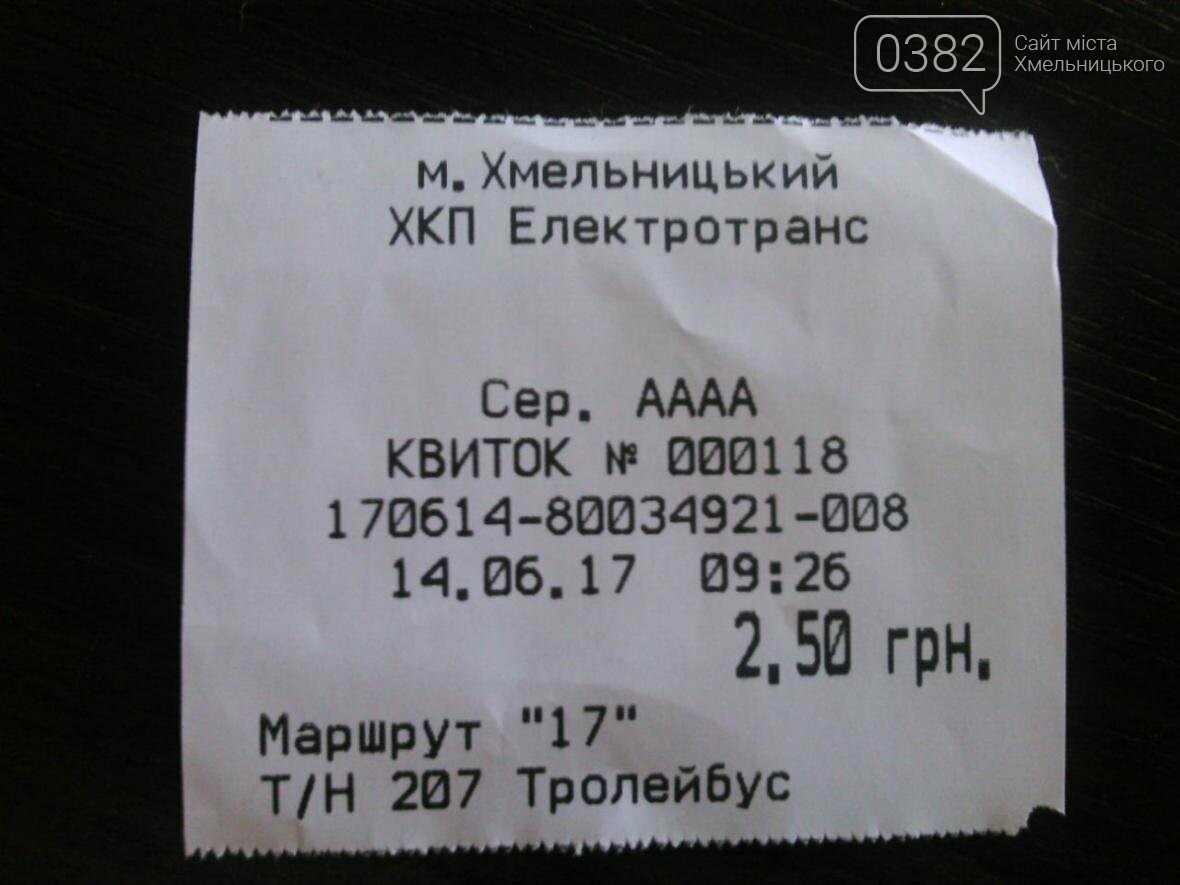 0382
Сайт міста
Хмельницького
м. Хмельницький
ХКП Електротранс
Сер. АААА
КВИТОК № 000118
170614-80034921-008
14.06.17 09:26
2.50 грн.
Маршрут "17"
Т/Н 207 Тролейбус